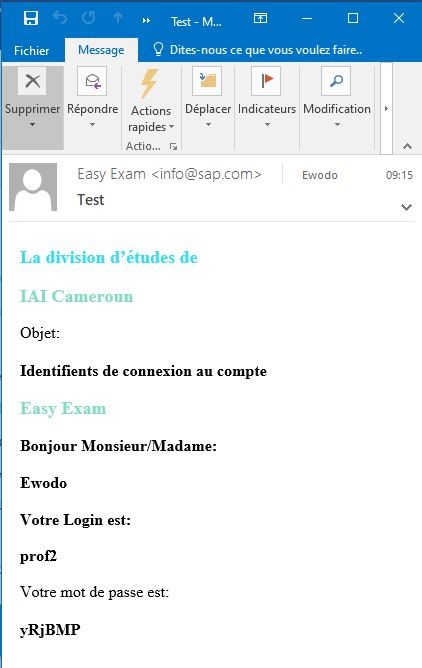 Test - M...
Fichier
Message
Dites-nous ce que vous voulez faire..
Supprimer
Répondre
Actions
rapides
Déplacer
Indicateurs
Modification
Actio...
Easy Exam <info@sap.com>
Ewodo
09:15
Test
La division d’études de
IAI Cameroun
Objet:
Identifients de connexion au compte
Easy Exam
Bonjour Monsieur/Madame:
Ewodo
Votre Login est:
prof2
Votre mot de passe est:
yRjBMP